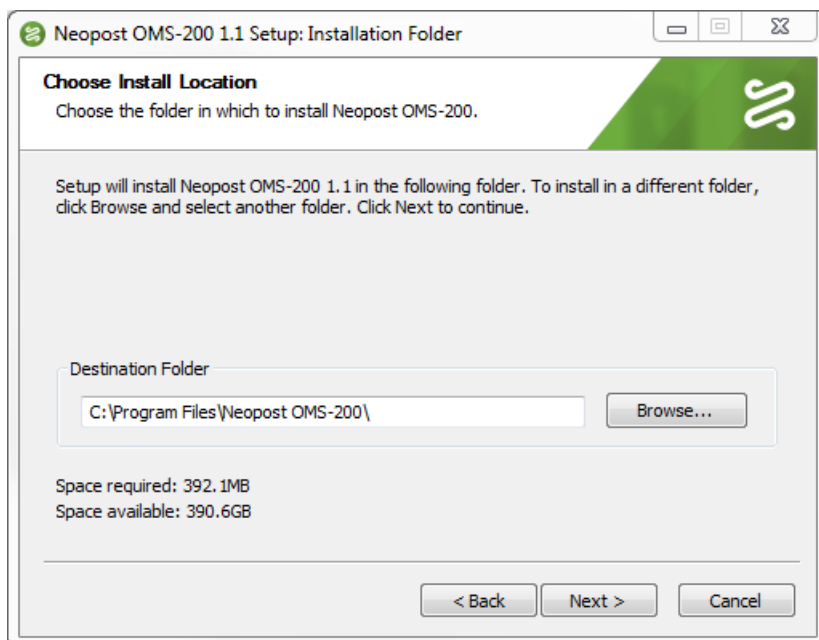 Neopost OMS-200 1.1 Setup: Installation Folder
Choose Install Location
Choose the folder in which to install Neopost OMS-200.
Setup will install Neopost OMS-200 1.1 in the following folder. To install in a different folder,
click Browse and select another folder. Click Next to continue.
Destination Folder
C:\Program Files\Neopost OMS-200\
Browse...
Space required: 392.1MB
Space available: 390.6GB
< Back
Next >
Cancel